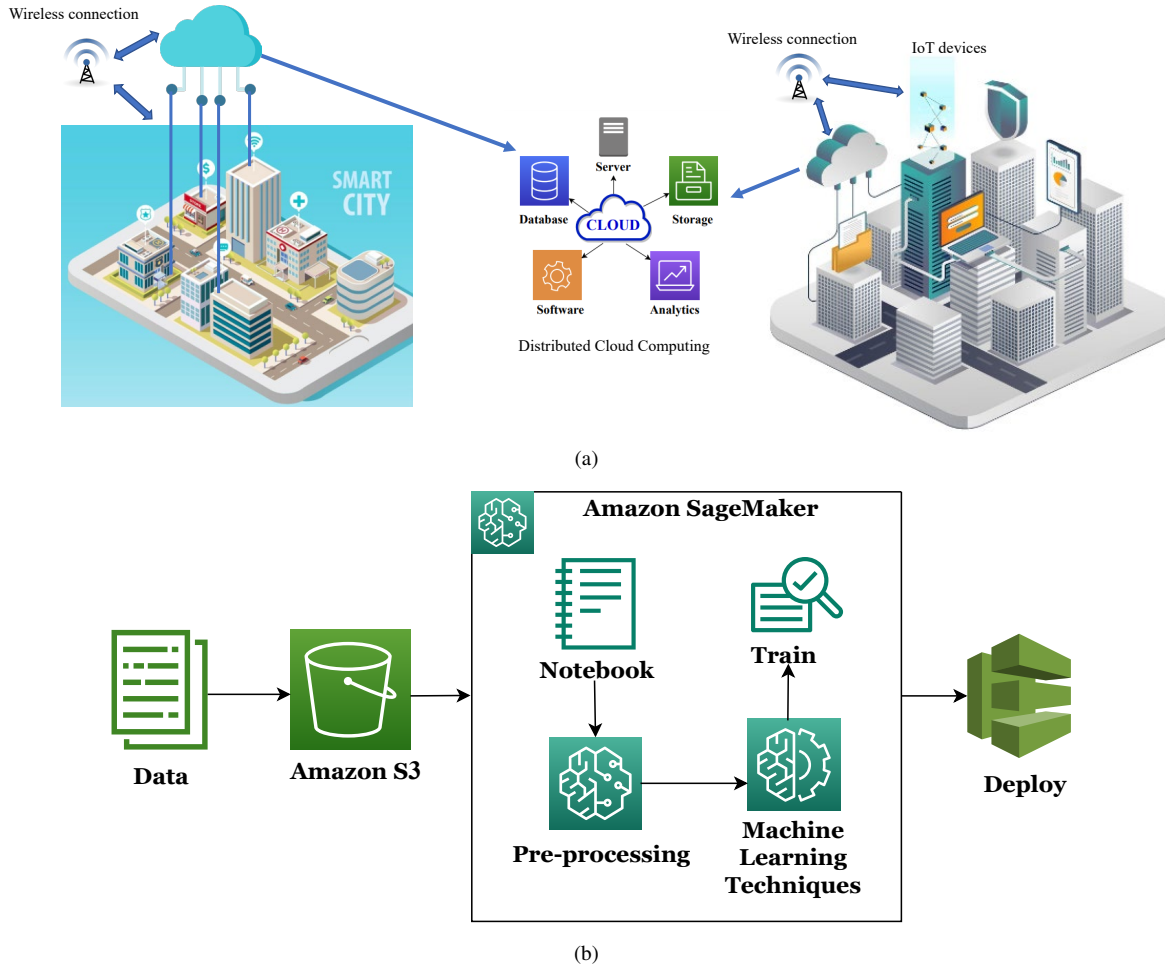 Wireless connection
Wireless connection
IoT devices
SMART
CITY
Server
Database
CLOUD
Storage
Software
Analytics
Distributed Cloud Computing
(a)
Amazon SageMaker
Notebook
Train
Data
Amazon S3
Deploy
Pre-processing
Machine
Learning
Techniques
(b)